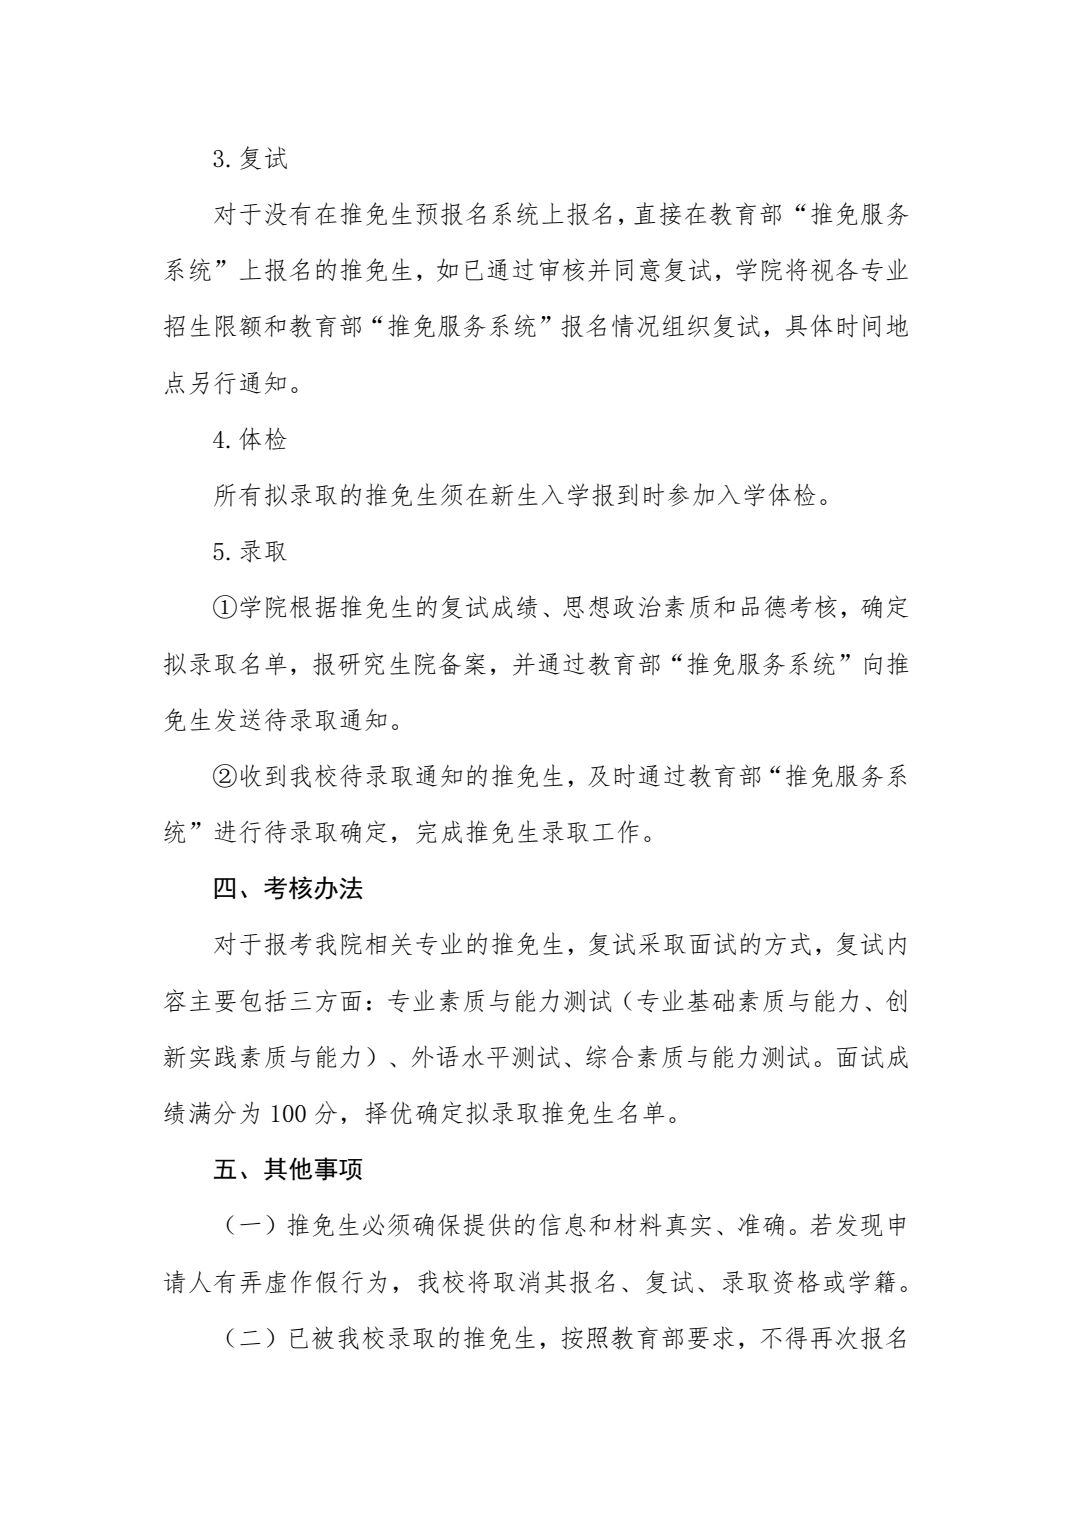 3.复试
对于没有在推免生预报名系统上报名，直接在教育部“推免服务
系统”上报名的推免生，如已通过审核并同意复试，学院将视各专业
招生限额和教育部“推免服务系统”报名情况组织复试，具体时间地
点另行通知。
4.体检
所有拟录取的推免生须在新生入学报到时参加入学体检。
5.录取
①学院根据推免生的复试成绩、思想政治素质和品德考核，确定
拟录取名单，报研究生院备案，并通过教育部“推免服务系统”向推
免生发送待录取通知。
②收到我校待录取通知的推免生，及时通过教育部“推免服务系
统”进行待录取确定，完成推免生录取工作。
四、考核办法
对于报考我院相关专业的推免生，复试采取面试的方式，复试内
容主要包括三方面：专业素质与能力测试（专业基础素质与能力、创
新实践素质与能力）、外语水平测试、综合素质与能力测试。面试成
绩满分为 100 分，择优确定拟录取推免生名单。
五、其他事项
（一）推免生必须确保提供的信息和材料真实、准确。若发现申
请人有弄虚作假行为，我校将取消其报名、复试、录取资格或学籍。
（二）已被我校录取的推免生，按照教育部要求，不得再次报名